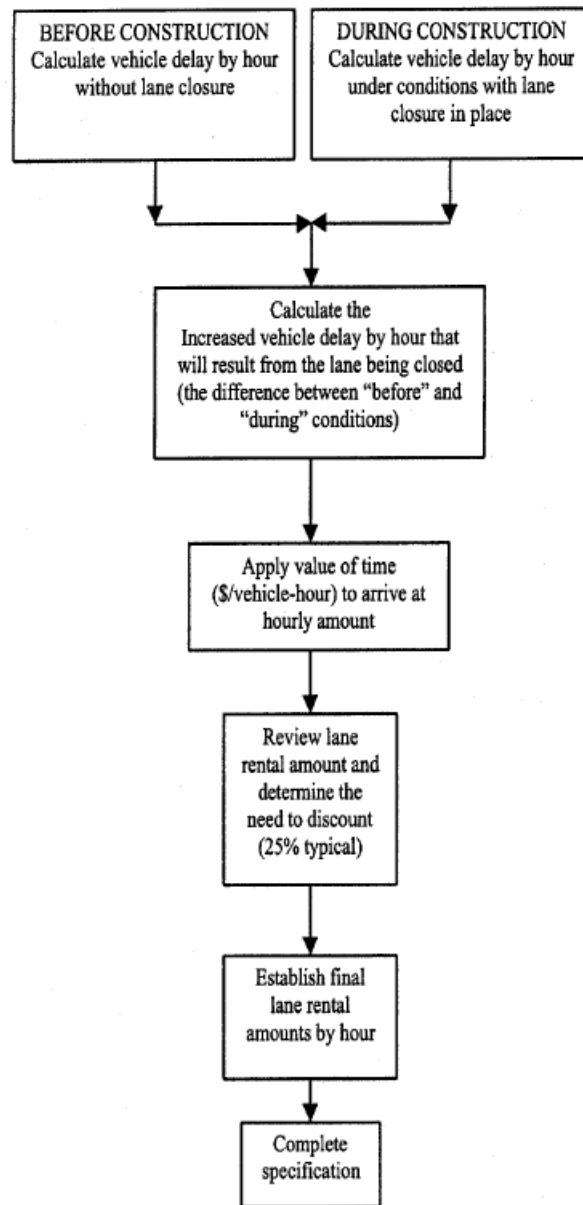 BEFORE CONSTRUCTION
Calculate vehicle delay by hour
without lane closure
DURING CONSTRUCTION
Calculate vehicle delay by hour
under conditions with lane
closure in place
Calculate the
Increased vehicle delay by hour that
will result from the lane being closed
(the difference between “before” and
“during” conditions)
Apply value of time
($/vehicle-hour) to arrive at
hourly amount
Review lane
rental amount and
determine the
need to discount
(25% typical)
Establish final
lane rental
amounts by hour
Complete
specification